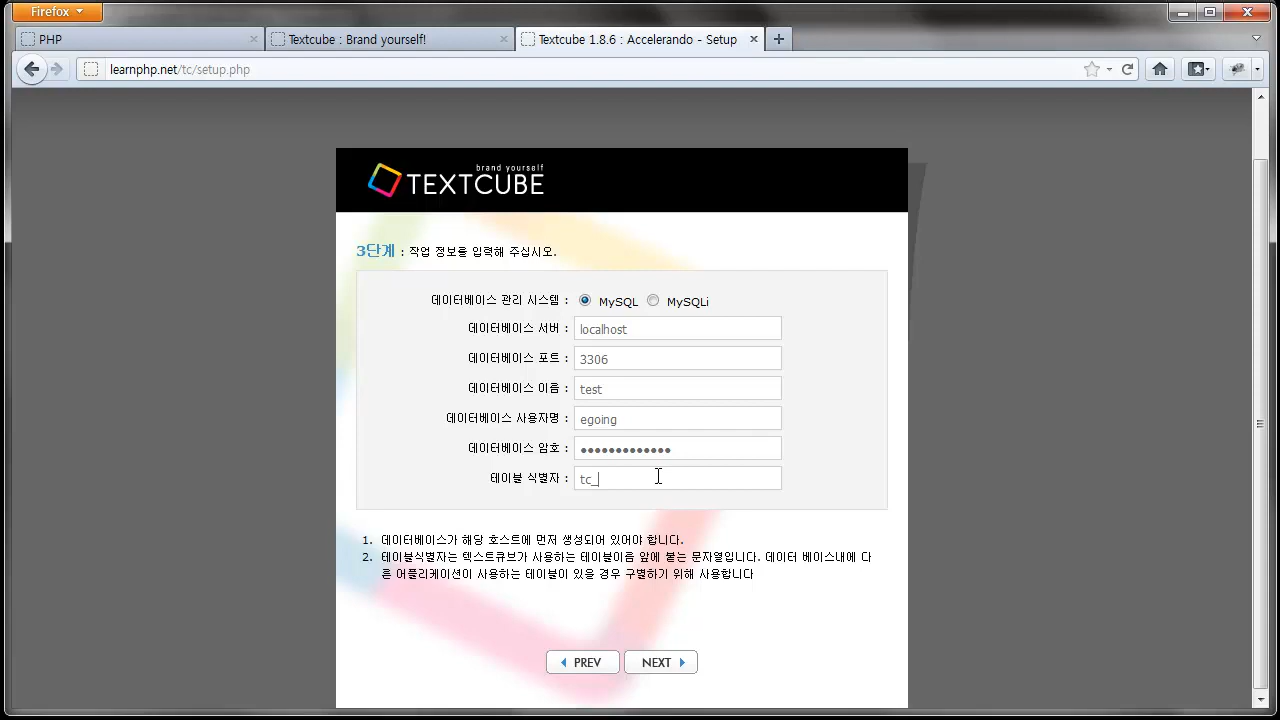 Firefox
PHP
Textcube : Brand yourself!
Textcube 1.8.6 : Accelerando - Setup
learnphp.net/tc/setup.php
brand yourself
TEXTCUBE
3단계 : 작업 정보를 입력해 주십시오.
데이터베이스 관리 시스템 : MySQL MySQLi
데이터베이스 서버 : localhost
데이터베이스 포트 : 3306
데이터베이스 이름 : test
데이터베이스 사용자명 : egoing
데이터베이스 암호 : •••••••••••••
테이블 식별자 : tc_
1. 데이터베이스가 해당 호스트에 먼저 생성되어 있어야 합니다.
2. 테이블식별자는 텍스트큐브가 사용하는 테이블이름 앞에 붙는 문자열입니다. 데이터 베이스내에 다
른 어플리케이션이 사용하는 테이블이 있을 경우 구별하기 위해 사용합니다
PREV
NEXT